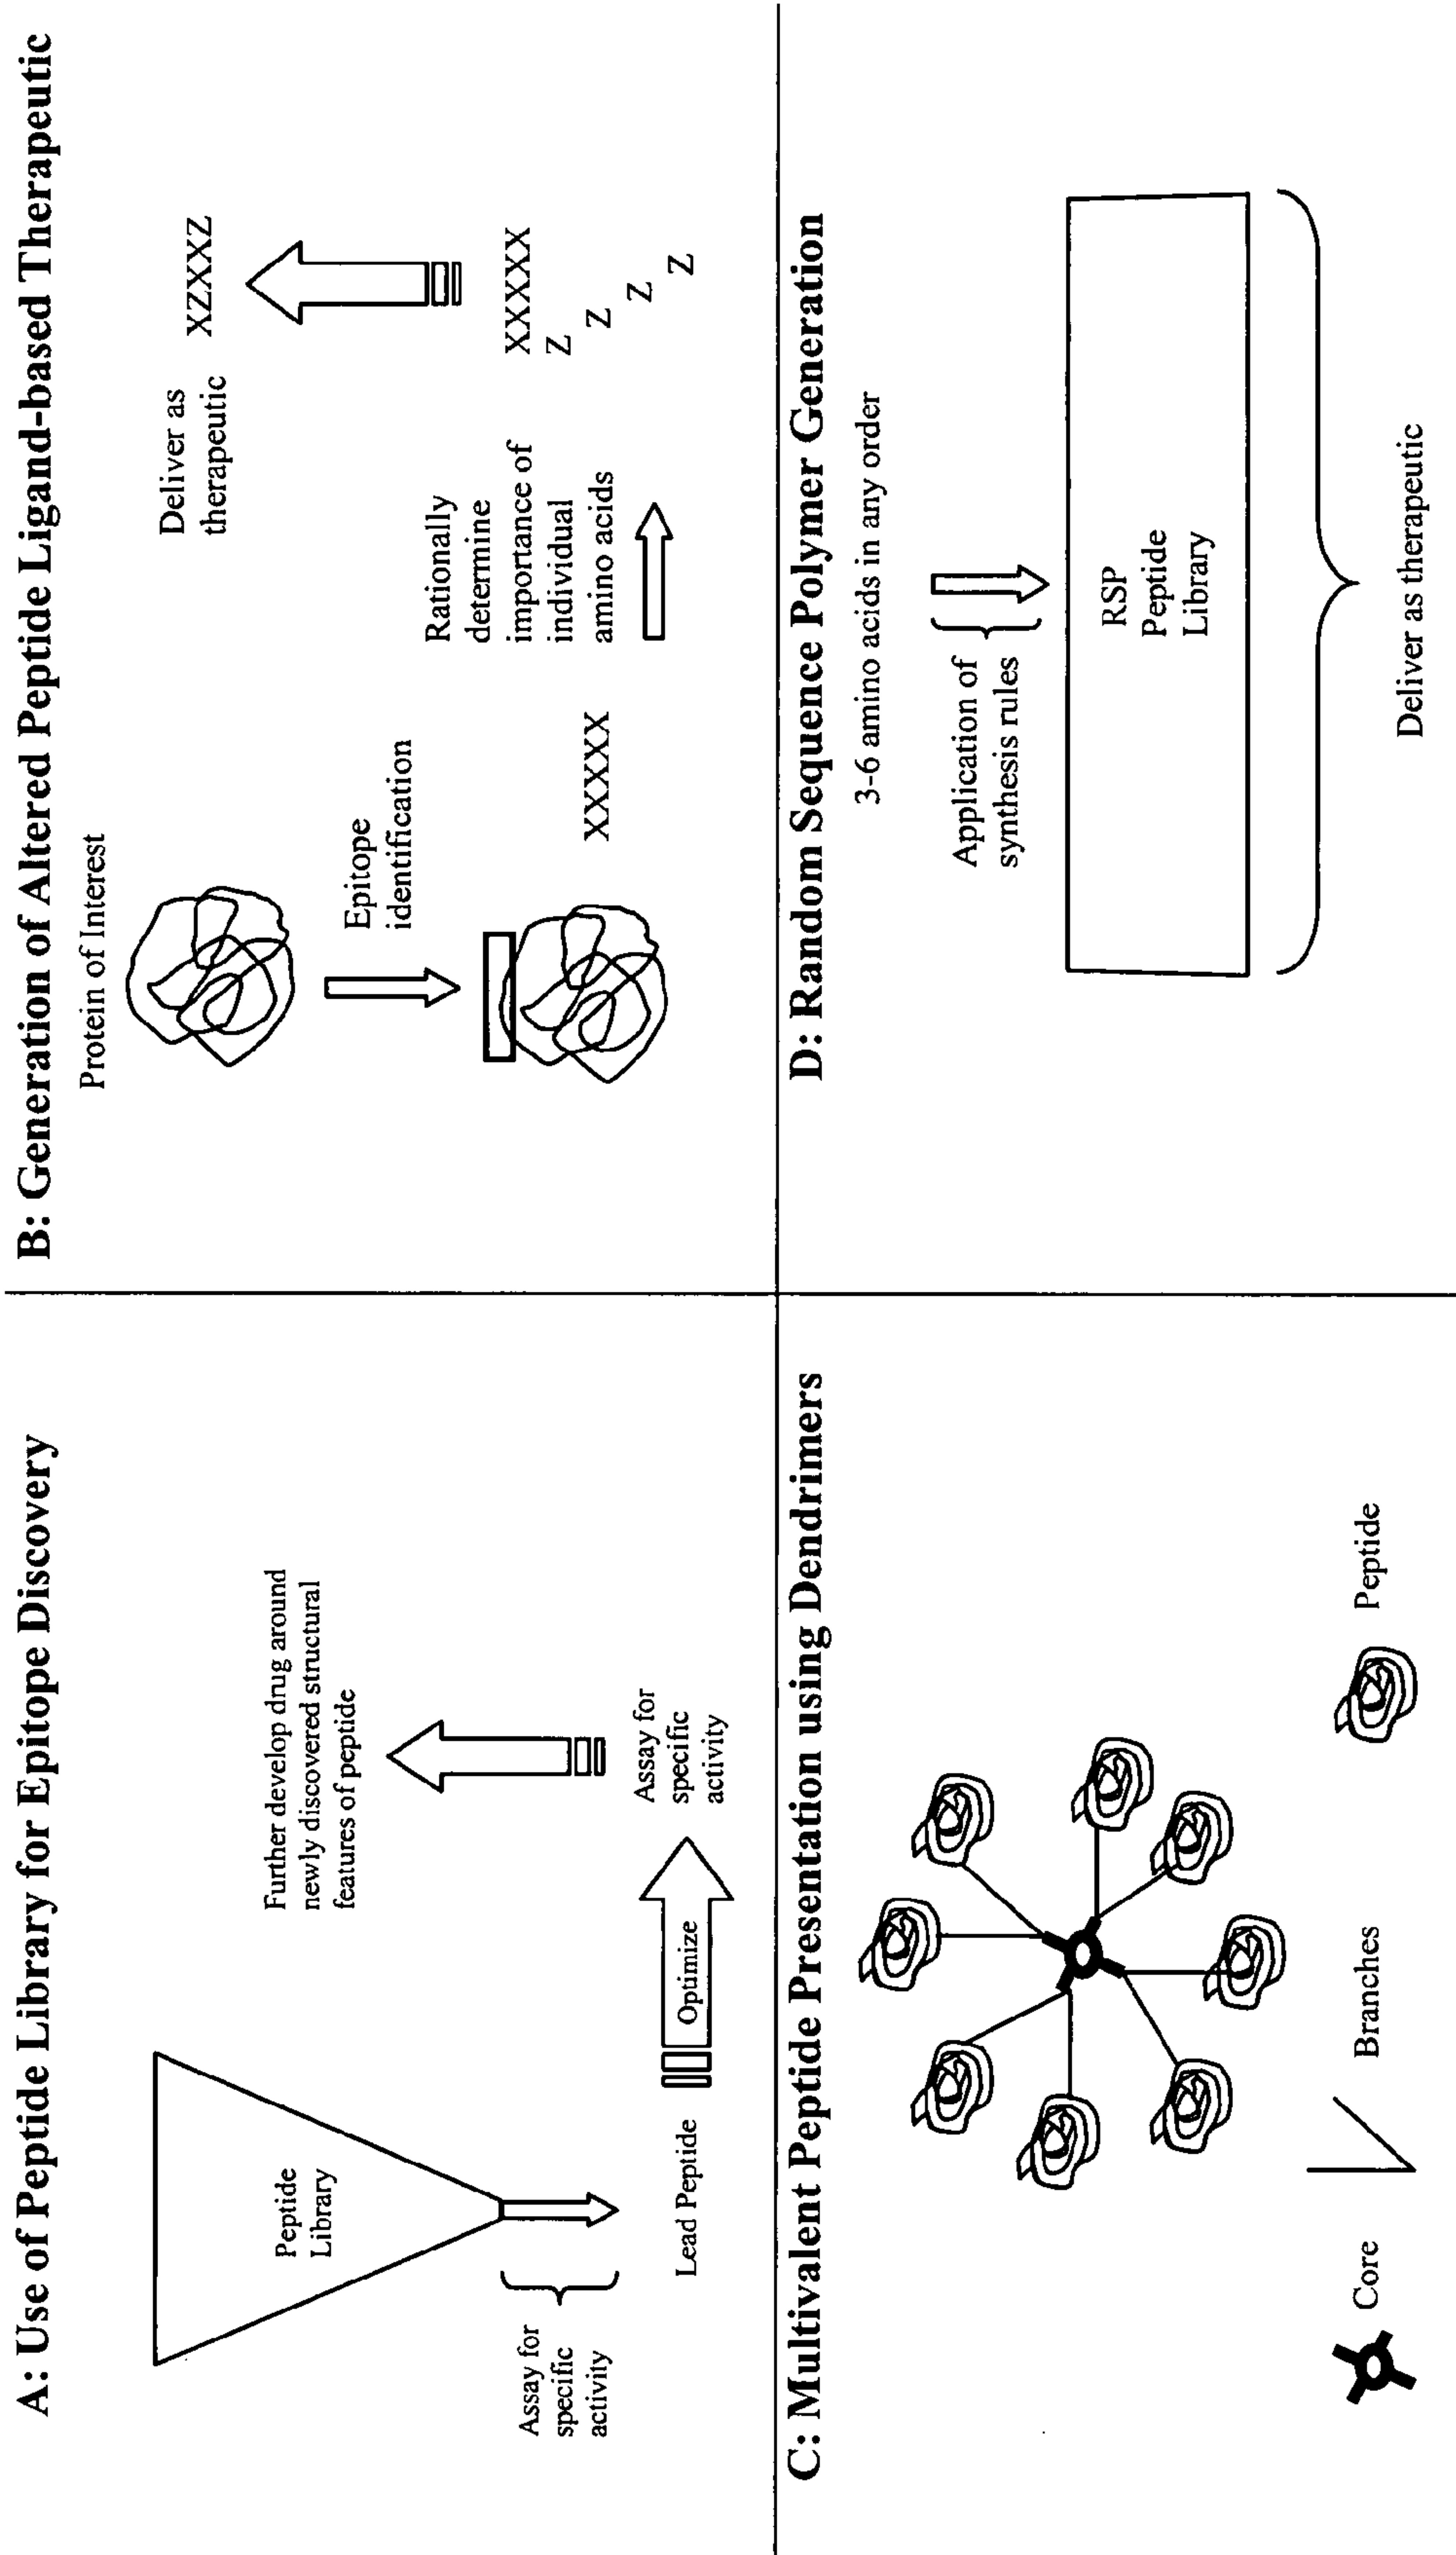 A: Use of Peptide Library for Epitope Discovery
Peptide
Library
Assay for
specific
activity
Lead Peptide
Optimize
Assay for
specific
activity
Further develop drug around
newly discovered structural
features of peptide
B: Generation of Altered Peptide Ligand-based Therapeutic
Protein of Interest
Epitope
identification
XXXXX
Rationally
determine
importance of
individual
amino acids
XXXXX
Z
Z
Z
Z
Deliver as
therapeutic
XZXXZ
C: Multivalent Peptide Presentation using Dendrimers
Core
Branches
Peptide
D: Random Sequence Polymer Generation
3-6 amino acids in any order
Application of
synthesis rules
RSP
Peptide
Library
Deliver as therapeutic